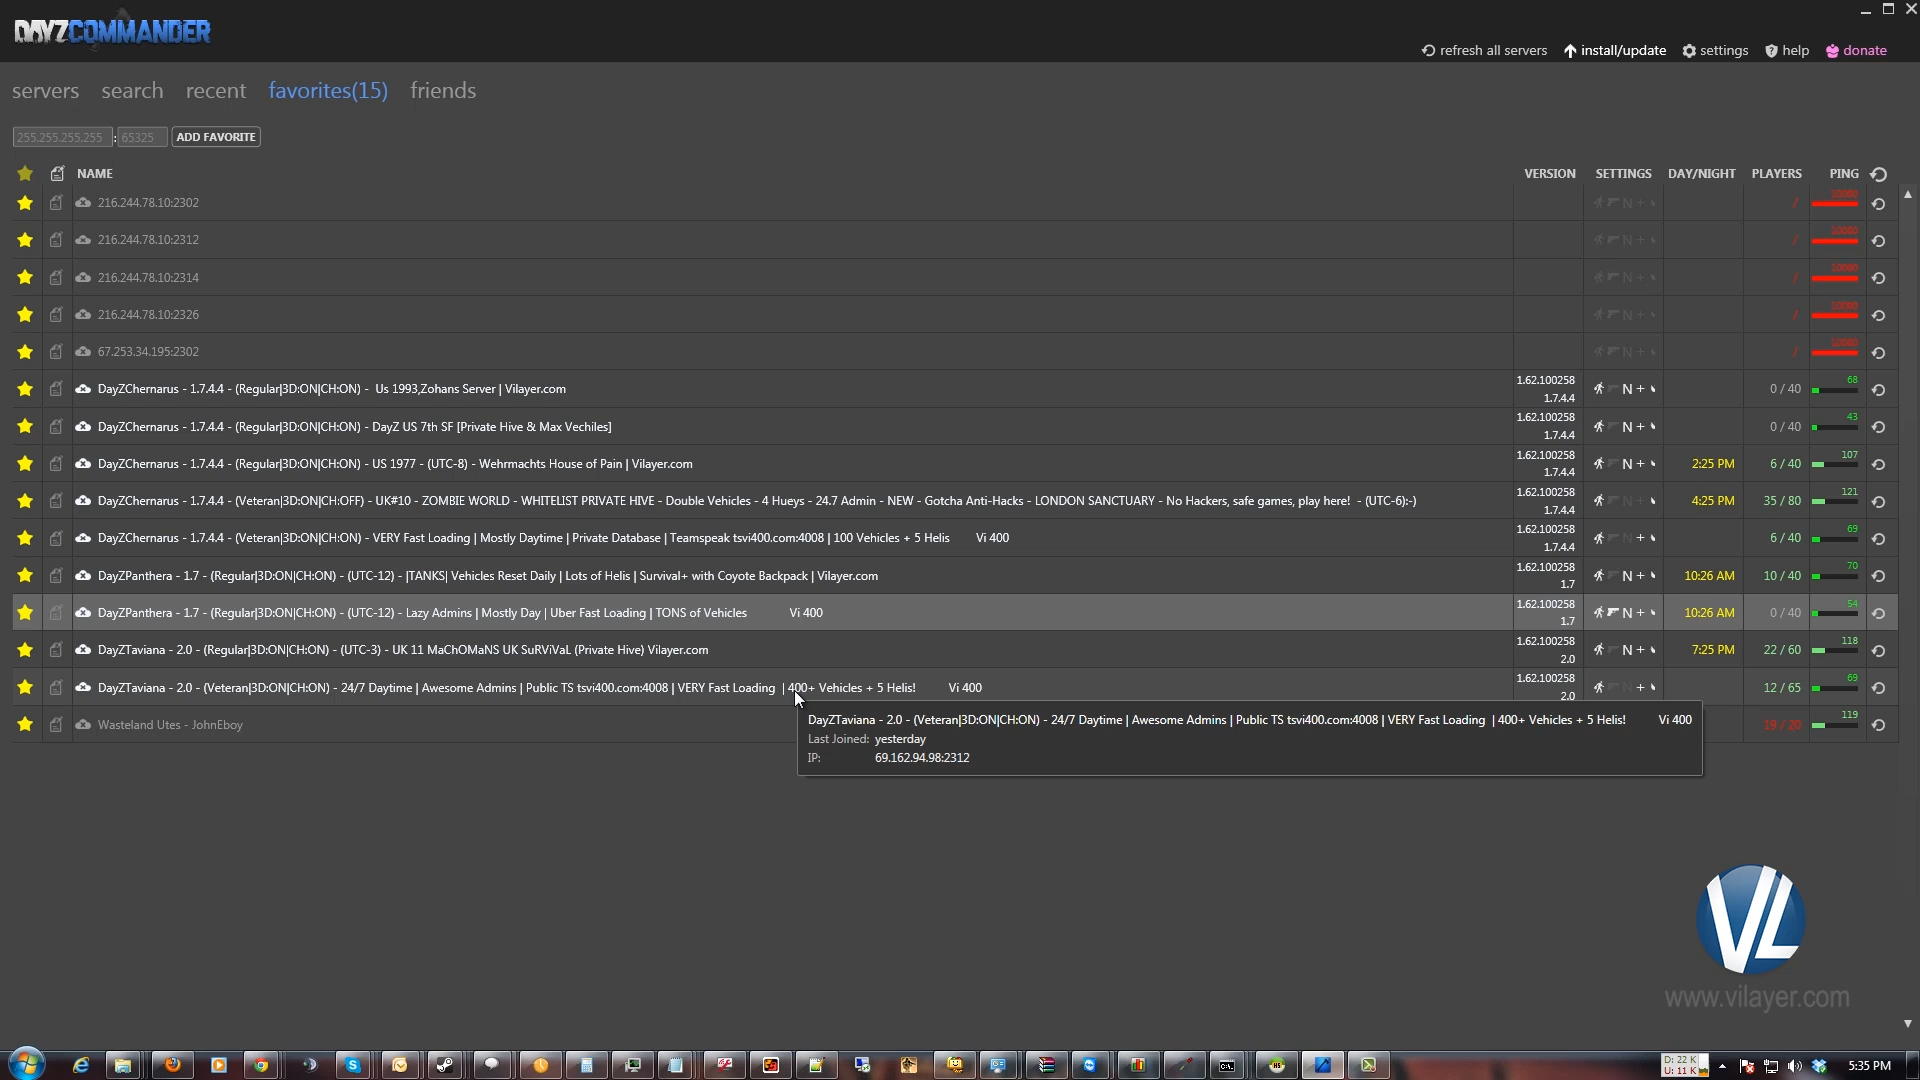 DAYZCOMMANDER
refresh all servers install/update settings help donate
servers search recent favorites(15) friends
255.255.255.255 : 65325 ADD FAVORITE
NAME VERSION SETTINGS DAY/NIGHT PLAYERS PING
216.244.78.10:2302 N + / 10000
216.244.78.10:2312 N + / 10000
216.244.78.10:2314 N + / 10000
216.244.78.10:2326 N + / 10000
67.253.34.195:2302 N + / 10000
DayZChernarus - 1.7.4.4 - (Regular|3D:ON|CH:ON) - Us 1993,Zohans Server | Vilayer.com 1.62.100258 1.7.4.4 N + 0 / 40 68
DayZChernarus - 1.7.4.4 - (Regular|3D:ON|CH:ON) - DayZ US 7th SF [Private Hive & Max Vechiles] 1.62.100258 1.7.4.4 N + 0 / 40 43
DayZChernarus - 1.7.4.4 - (Regular|3D:ON|CH:ON) - US 1977 - (UTC-8) - Wehrmachts House of Pain | Vilayer.com 1.62.100258 1.7.4.4 N + 2:25 PM 6 / 40 107
DayZChernarus - 1.7.4.4 - (Veteran|3D:ON|CH:OFF) - UK#10 - ZOMBIE WORLD - WHITELIST PRIVATE HIVE - Double Vehicles - 4 Hueys - 24.7 Admin - NEW - Gotcha Anti-Hacks - LONDON SANCTUARY - No Hackers, safe games, play here! - (UTC-6):-) 1.62.100258 1.7.4.4 N + 4:25 PM 35 / 80 121
DayZChernarus - 1.7.4.4 - (Veteran|3D:ON|CH:ON) - VERY Fast Loading | Mostly Daytime | Private Database | Teamspeak tsvi400.com:4008 | 100 Vehicles + 5 Helis Vi 400 1.62.100258 1.7.4.4 N + 6 / 40 69
DayZPanthera - 1.7 - (Regular|3D:ON|CH:ON) - (UTC-12) - |TANKS| Vehicles Reset Daily | Lots of Helis | Survival+ with Coyote Backpack | Vilayer.com 1.62.100258 1.7 N + 10:26 AM 10 / 40 70
DayZPanthera - 1.7 - (Regular|3D:ON|CH:ON) - (UTC-12) - Lazy Admins | Mostly Day | Uber Fast Loading | TONS of Vehicles Vi 400 1.62.100258 1.7 N + 10:26 AM 0 / 40 54
DayZTaviana - 2.0 - (Regular|3D:ON|CH:ON) - (UTC-3) - UK 11 MaChOMaNS UK SuRViVaL (Private Hive) Vilayer.com 1.62.100258 2.0 N + 7:25 PM 22 / 60 118
DayZTaviana - 2.0 - (Veteran|3D:ON|CH:ON) - 24/7 Daytime | Awesome Admins | Public TS tsvi400.com:4008 | VERY Fast Loading | 400+ Vehicles + 5 Helis! Vi 400 1.62.100258 2.0 N + 12 / 65 69
Wasteland Utes - JohnEboy 19 / 20 119
DayZTaviana - 2.0 - (Veteran|3D:ON|CH:ON) - 24/7 Daytime | Awesome Admins | Public TS tsvi400.com:4008 | VERY Fast Loading | 400+ Vehicles + 5 Helis! Vi 400
Last Joined: yesterday
IP: 69.162.94.98:2312
VL
www.vilayer.com
D: 22 K
U: 11 K
5:35 PM